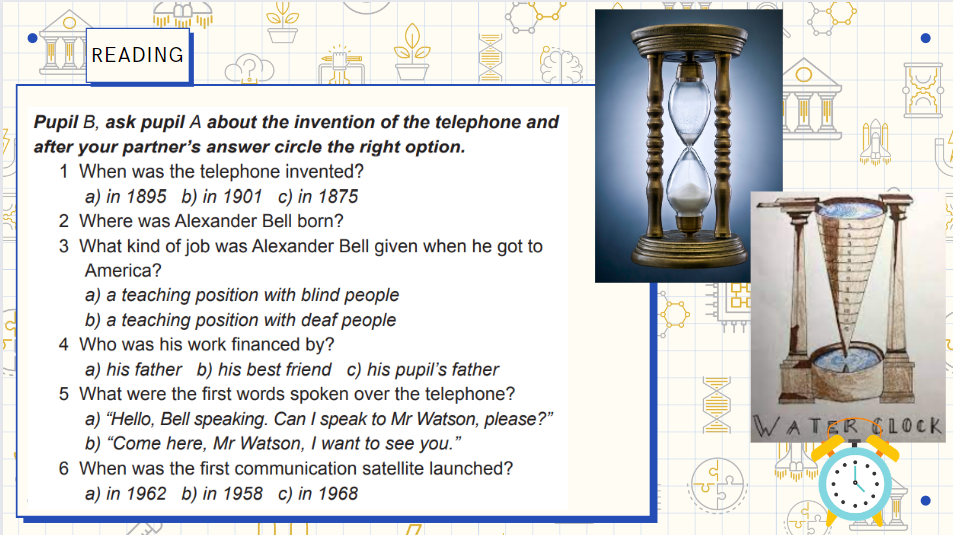 READING
Pupil B, ask pupil A about the invention of the telephone and
after your partner's answer circle the right option.
1 When was the telephone invented?
a) in 1895 b) in 1901 c) in 1875
2 Where was Alexander Bell born?
3 What kind of job was Alexander Bell given when he got to
America?
a) a teaching position with blind people
b) a teaching position with deaf people
4 Who was his work financed by?
a) his father b) his best friend c) his pupil's father
5 What were the first words spoken over the telephone?
a) “Hello, Bell speaking. Can I speak to Mr Watson, please?”
b) “Come here, Mr Watson, I want to see you.”
6 When was the first communication satellite launched?
a) in 1962 b) in 1958 c) in 1968
WATER CLOCK